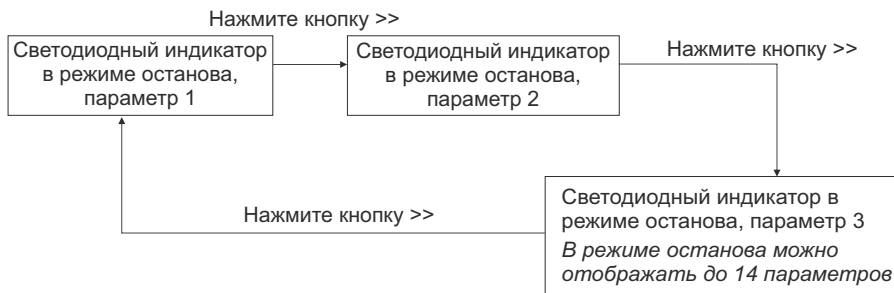 Нажмите кнопку >>
Светодиодный индикатор
в режиме останова,
параметр 1
Светодиодный индикатор
в режиме останова,
параметр 2
Нажмите кнопку >>
Светодиодный индикатор в
режиме останова, параметр 3
В режиме останова можно
отображать до 14 параметров
Нажмите кнопку >>